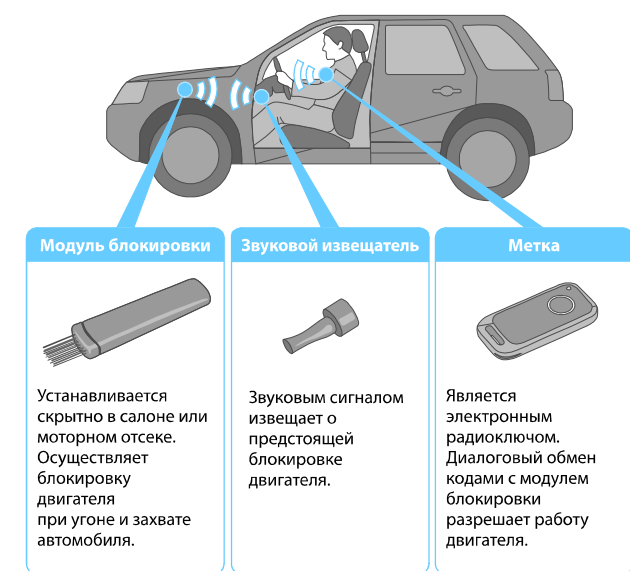 Модуль блокировки
Устанавливается
скрытно в салоне или
моторном отсеке.
Осуществляет
блокировку
двигателя
при угоне и захвате
автомобиля.
Звуковой извещатель
Звуковым сигналом
извещает о
предстоящей
блокировке
двигателя.
Метка
Является
электронным
радиоключом.
Диалоговый обмен
кодами с модулем
блокировки
разрешает работу
двигателя.